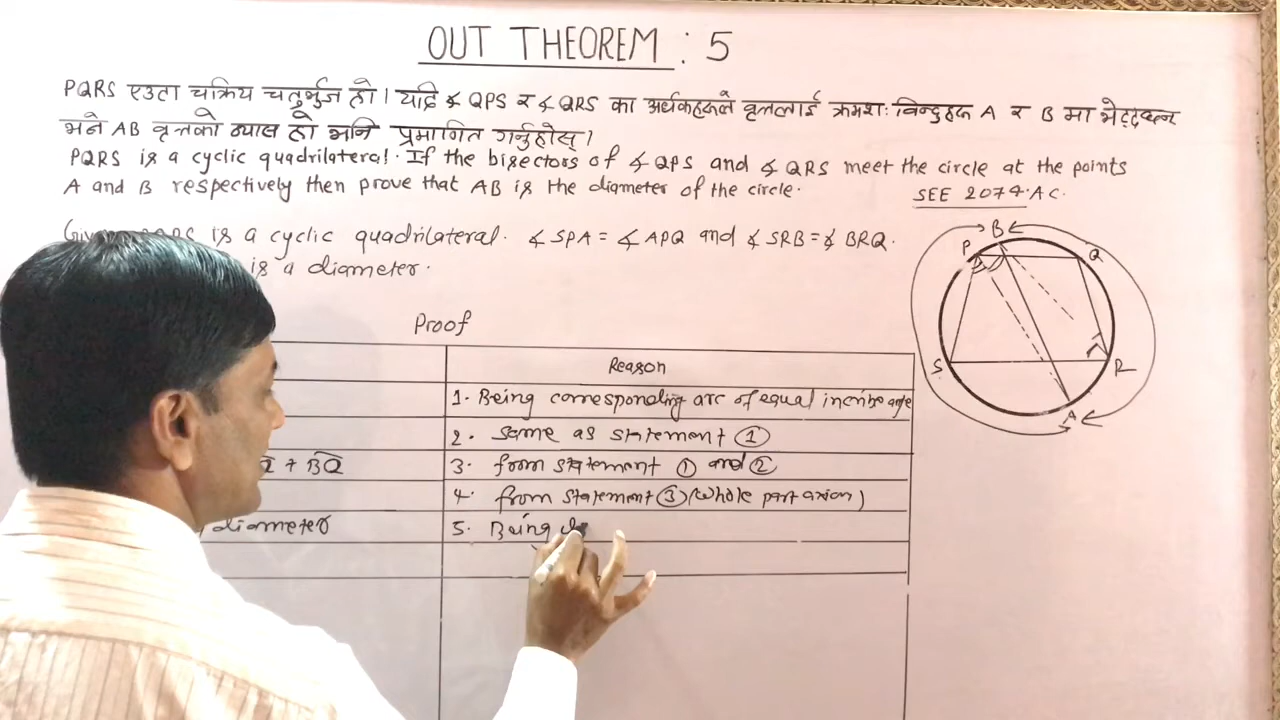 OUT THEOREM : 5
PQRS एउटा चक्रिय चतुर्भुज हो । यदि ∡ QPS र ∡ QRS का अर्धकहरूले वृत्तलाई क्रमशः बिन्दुहरू A र B मा भेट्दछन्
भने AB वृत्तको व्यास हो भनि प्रमाणित गर्नुहोस् ।
PQRS is a cyclic quadrilateral. If the bisectors of ∡ QPS and ∡ QRS meet the circle at the points
A and B respectively then prove that AB is the diameter of the circle.
SEE 2074.AC.
is a cyclic quadrilateral. ∡ SPA = ∡ APQ and ∡ SRB = ∡ BRQ.
is a diameter.
P B Q
S R
A
Proof
Reason
1. Being corresponding arc of equal
2. Same as statement ①
+ BQ 3. from statement ① and ②
4. from statement ③ (whole part axiom)
diameter 5. Being